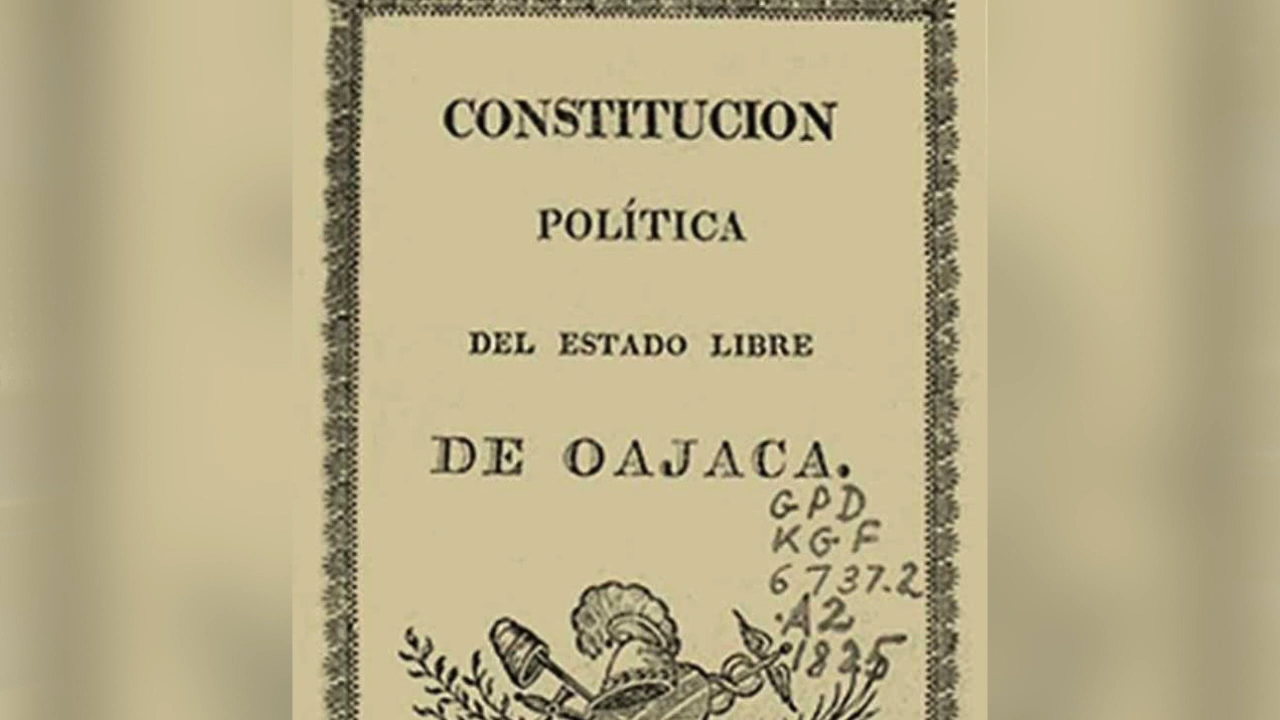 CONSTITUCION
POLÍTICA
DEL ESTADO LIBRE
DE OAJACA.
GPD
KGF
6737.2
.A2
1825